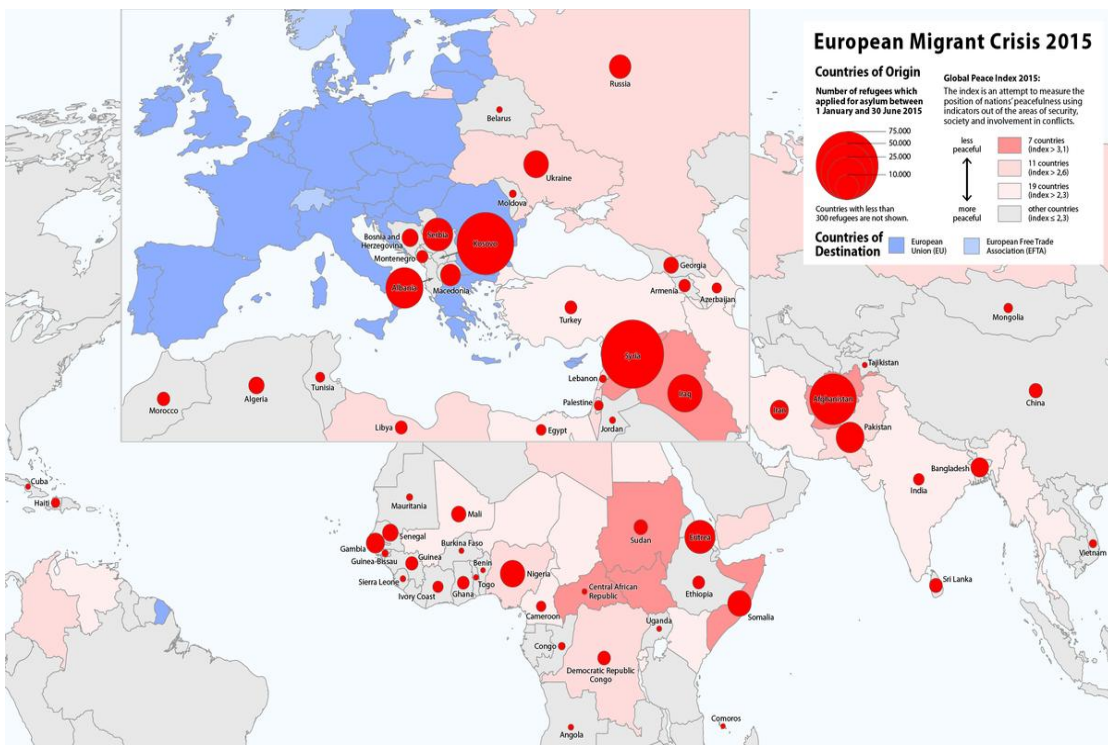 European Migrant Crisis 2015
Countries of Origin
Number of refugees which
applied for asylum between
1 January and 30 June 2015
75.000
50.000
25.000
10.000
Countries with less than
300 refugees are not shown.
Global Peace Index 2015:
The index is an attempt to measure the
position of nations' peacefulness using
indicators out of the areas of security,
society and involvement in conflicts.
less
peaceful
more
peaceful
7 countries
(index > 3,1)
11 countries
(index > 2,6)
19 countries
(index > 2,3)
other countries
(index ≤ 2,3)
Countries of
Destination
European
Union (EU)
European Free Trade
Association (EFTA)
Russia
Belarus
Ukraine
Moldova
Bosnia and
Herzegovina
Serbia
Kosovo
Montenegro
Albania
Macedonia
Georgia
Armenia
Azerbaijan
Turkey
Mongolia
Syria
Tajikistan
Lebanon
Iraq
Afghanistan
China
Tunisia
Algeria
Morocco
Palestine
Iran
Libya
Egypt
Jordan
Pakistan
Bangladesh
India
Cuba
Haiti
Mauritania
Mali
Senegal
Gambia
Guinea-Bissau
Burkina Faso
Guinea
Benin
Sierra Leone
Togo
Ivory Coast
Ghana
Nigeria
Sudan
Eritrea
Central African
Republic
Ethiopia
Cameroon
Somalia
Sri Lanka
Vietnam
Uganda
Congo
Democratic Republic
Congo
Comoros
Angola